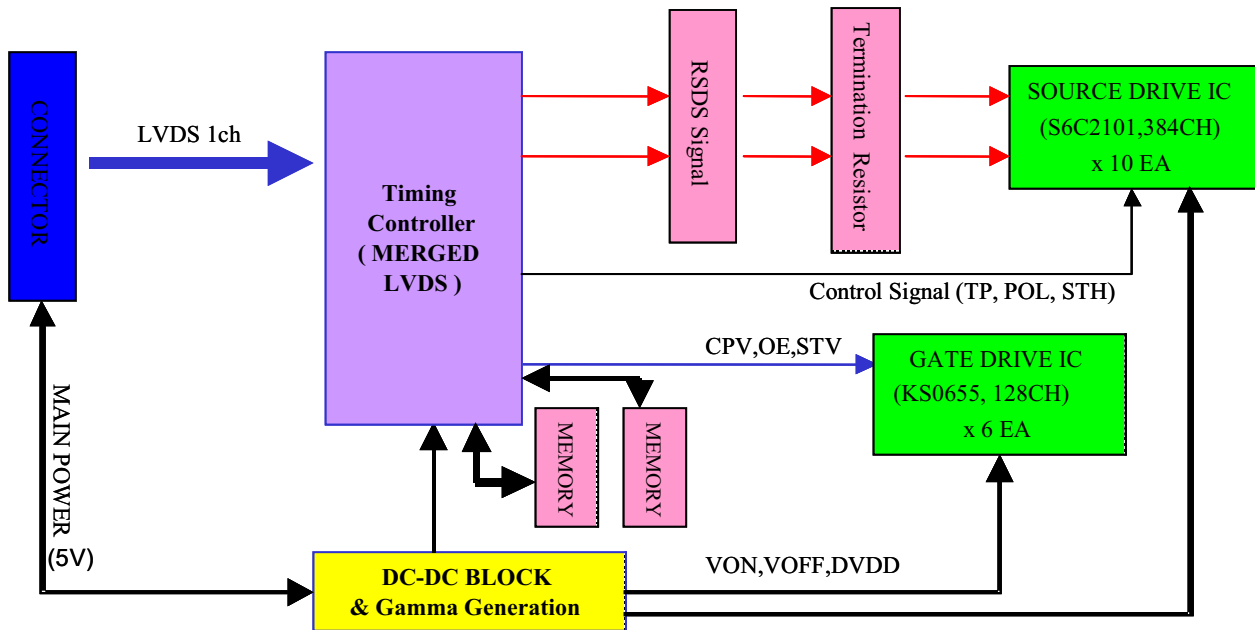 CONNECTOR
LVDS 1ch
Timing
Controller
( MERGED
LVDS )
RSDS Signal
Termination Resistor
SOURCE DRIVE IC
(S6C2101,384CH)
x 10 EA
Control Signal (TP, POL, STH)
CPV,OE,STV
GATE DRIVE IC
(KS0655, 128CH)
x 6 EA
MEMORY
MEMORY
MAIN POWER
(5V)
DC-DC BLOCK
& Gamma Generation
VON,VOFF,DVDD